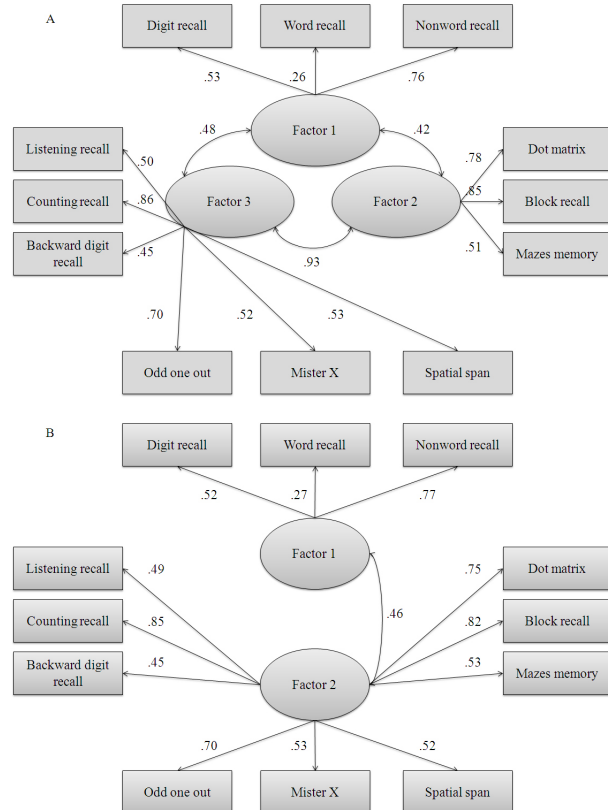 A
Digit recall
Word recall
Nonword recall
.53
.26
.76
Factor 1
.48
.42
Listening recall
.50
.78
Dot matrix
Counting recall
.86
Factor 3
Factor 2
.85
Block recall
Backward digit
recall
.45
.51
Mazes memory
.93
.70
.52
.53
Odd one out
Mister X
Spatial span
B
Digit recall
Word recall
Nonword recall
.52
.27
.77
Factor 1
Listening recall
.49
.75
Dot matrix
Counting recall
.85
.46
.82
Block recall
Backward digit
recall
.45
Factor 2
.53
Mazes memory
.70
.53
.52
Odd one out
Mister X
Spatial span